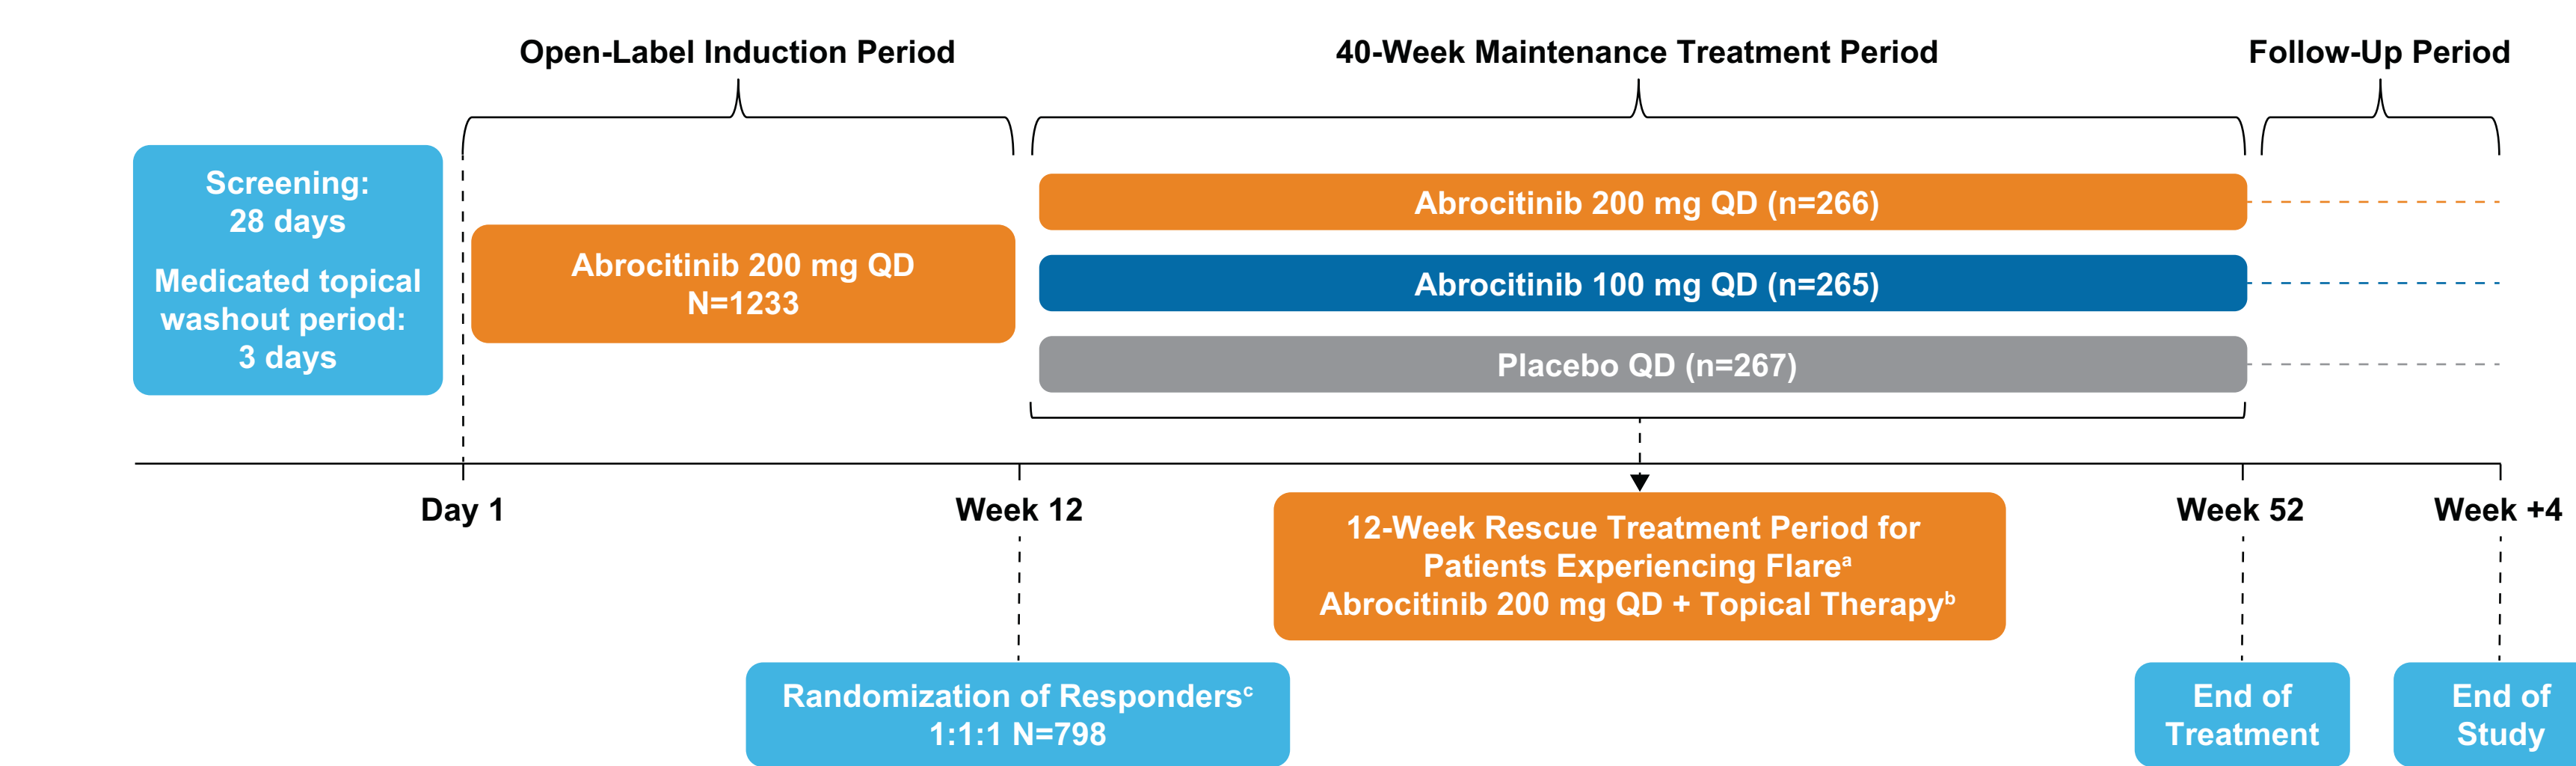 Open-Label Induction Period
40-Week Maintenance Treatment Period
Follow-Up Period
Screening:
28 days
Medicated topical
washout period:
3 days
Abrocitinib 200 mg QD
N=1233
Abrocitinib 200 mg QD (n=266)
Abrocitinib 100 mg QD (n=265)
Placebo QD (n=267)
Day 1
Week 12
Week 52
Week +4
12-Week Rescue Treatment Period for
Patients Experiencing Flareᵃ
Abrocitinib 200 mg QD + Topical Therapyᵇ
Randomization of Respondersᶜ
1:1:1 N=798
End of
Treatment
End of
Study